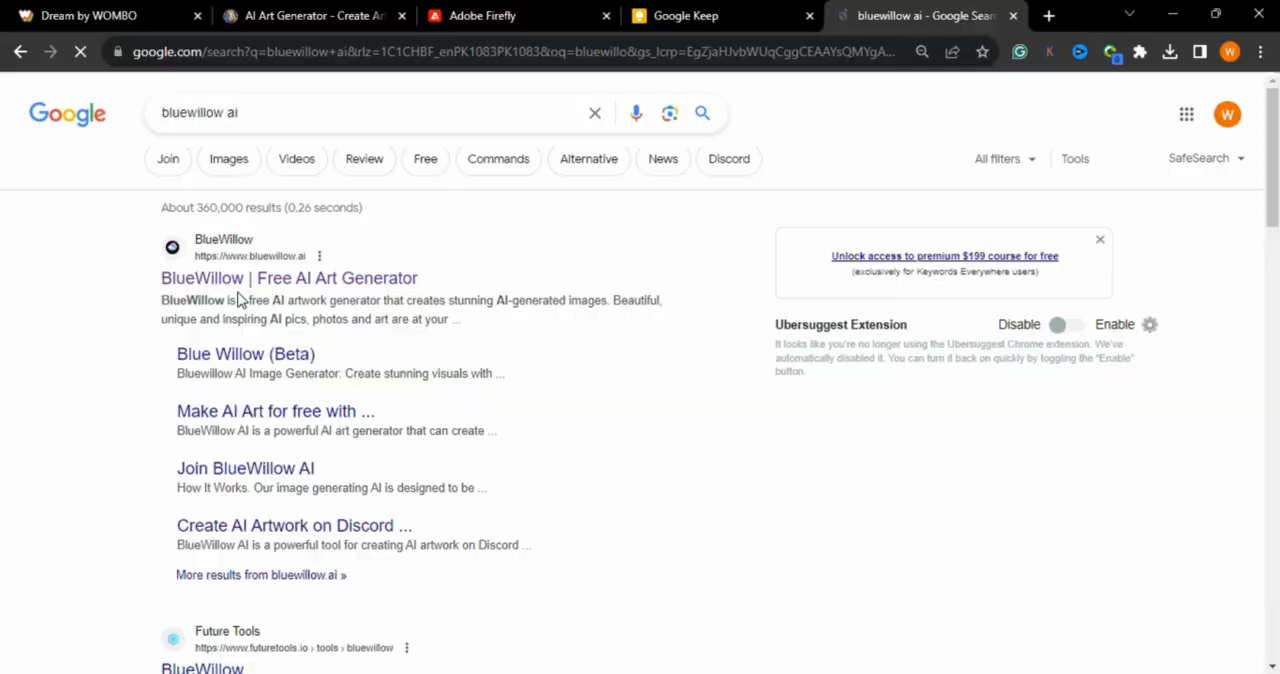 Dream by WOMBO
AI Art Generator - Create Ar
Adobe Firefly
Google Keep
bluewillow ai - Google Sear
google.com/search?q=bluewillow+ai&rlz=1C1CHBF_enPK1083PK1083&oq=bluewillo&gs_lcrp=EgZjaHJvbWUqCggCEAAYsQMYgA...
Google
bluewillow ai
W
Join
Images
Videos
Review
Free
Commands
Alternative
News
Discord
All filters
Tools
SafeSearch
About 360,000 results (0.26 seconds)
BlueWillow
https://www.bluewillow.ai
BlueWillow | Free AI Art Generator
BlueWillow is free AI artwork generator that creates stunning AI-generated images. Beautiful,
unique and inspiring AI pics, photos and art are at your ...
Blue Willow (Beta)
Bluewillow AI Image Generator: Create stunning visuals with ...
Make AI Art for free with ...
BlueWillow AI is a powerful AI art generator that can create ...
Join BlueWillow AI
How It Works. Our image generating AI is designed to be ...
Create AI Artwork on Discord ...
BlueWillow AI is a powerful tool for creating AI artwork on Discord ...
More results from bluewillow.ai »
Future Tools
https://www.futuretools.io › tools › bluewillow
BlueWillow
Unlock access to premium $199 course for free
(exclusively for Keywords Everywhere users)
Ubersuggest Extension
Disable
Enable
It looks like you're no longer using the Ubersuggest Chrome extension. We've
automatically disabled it. You can turn it back on quickly by toggling the "Enable"
button.